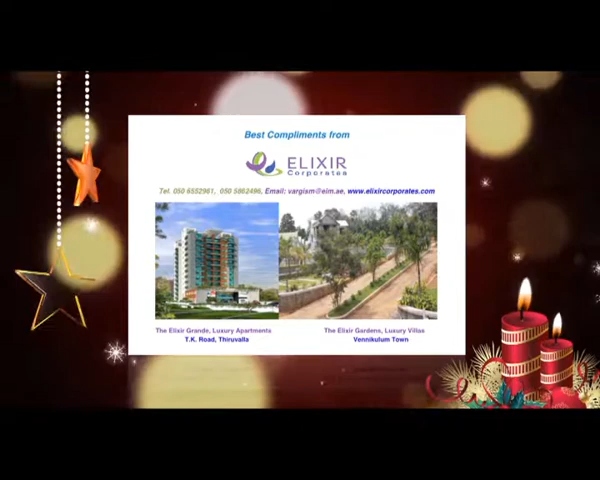 Best Compliments from
ELIXIR
Corporates
Tel. 050 6552961, 050 5862496, Email: vargism@eim.ae, www.elixircorporates.com
The Elixir Grande, Luxury Apartments
T.K. Road, Thiruvalla
The Elixir Gardens, Luxury Villas
Vennikulum Town